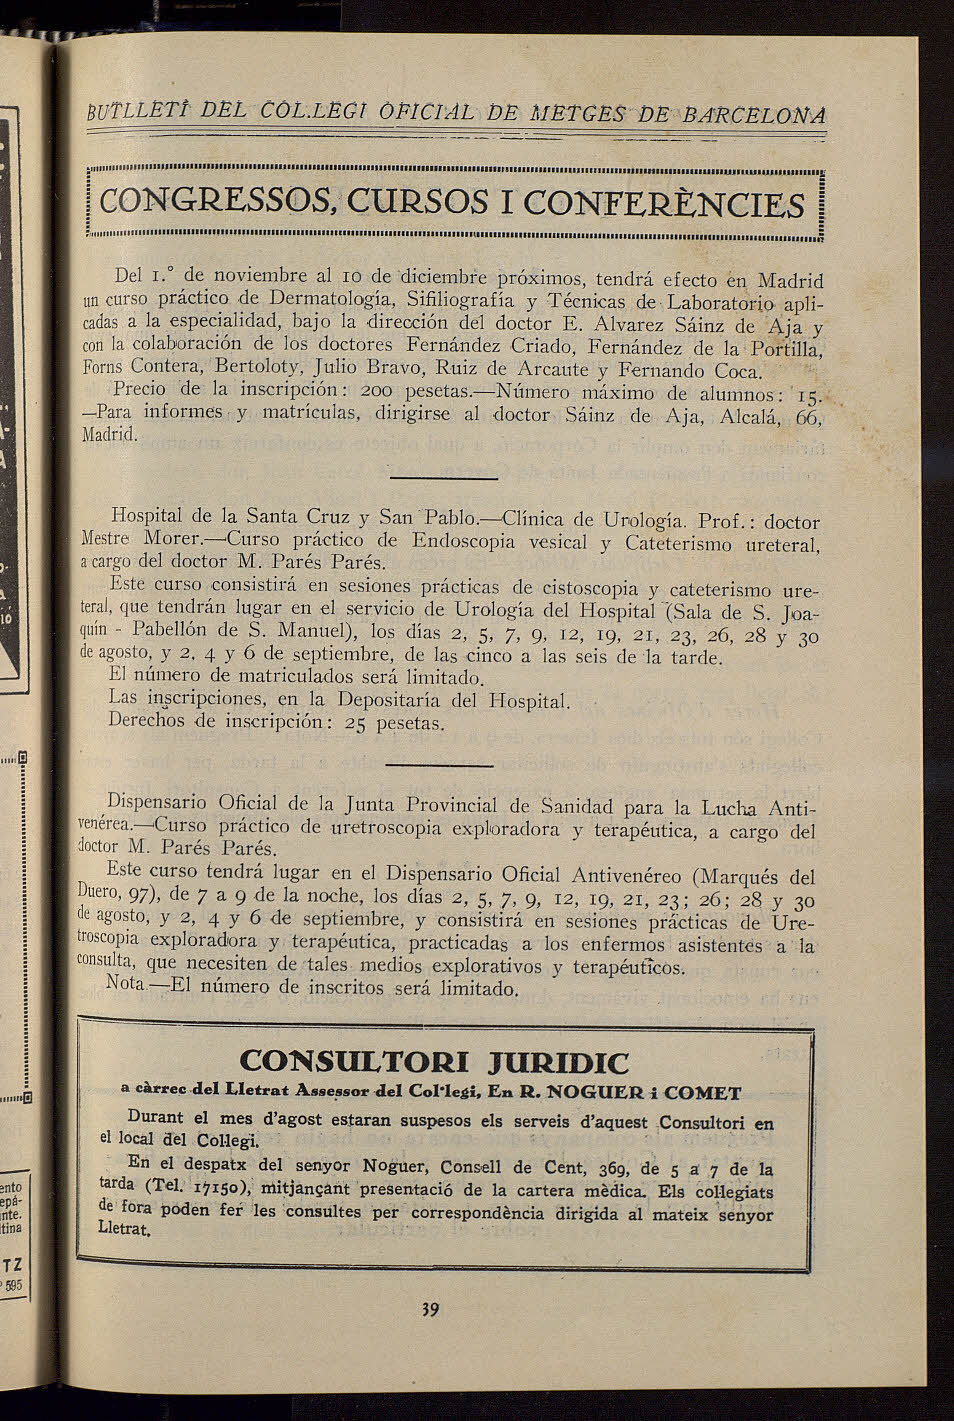 BUTLLETÍ DEL COL.LEGI OFICIAL DE METGES DE BARCELONA
CONGRESSOS, CURSOS I CONFERÈNCIES
Del 1.° de noviembre al 10 de diciembre próximos, tendrá efecto en Madrid
un curso práctico de Dermatología, Sifiliografía y Técnicas de Laboratorio apli-
cadas a la especialidad, bajo la dirección del doctor E. Alvarez Sáinz de Aja y
con la colaboración de los doctores Fernández Criado, Fernández de la Portilla,
Forns Contera, Bertoloty, Julio Bravo, Ruiz de Arcaute y Fernando Coca.
Precio de la inscripción: 200 pesetas.—Número máximo de alumnos: 15.
—Para informes y matrículas, dirigirse al doctor Sáinz de Aja, Alcalá, 66,
Madrid.
Hospital de la Santa Cruz y San Pablo.—Clínica de Urología. Prof.: doctor
Mestre Morer.—Curso práctico de Endoscopia vesical y Cateterismo ureteral,
a cargo del doctor M. Parés Parés.
Este curso consistirá en sesiones prácticas de cistoscopia y cateterismo ure-
teral, que tendrán lugar en el servicio de Urología del Hospital (Sala de S. Joa-
quín - Pabellón de S. Manuel), los días 2, 5, 7, 9, 12, 19, 21, 23, 26, 28 y 30
de agosto, y 2, 4 y 6 de septiembre, de las cinco a las seis de la tarde.
El número de matriculados será limitado.
Las inscripciones, en la Depositaría del Hospital.
Derechos de inscripción: 25 pesetas.
Dispensario Oficial de la Junta Provincial de Sanidad para la Lucha Anti-
venérea.—Curso práctico de uretroscopia exploradora y terapéutica, a cargo del
doctor M. Parés Parés.
Este curso tendrá lugar en el Dispensario Oficial Antivenéreo (Marqués del
Duero, 97), de 7 a 9 de la noche, los días 2, 5, 7, 9, 12, 19, 21, 23; 26; 28 y 30
de agosto, y 2, 4 y 6 de septiembre, y consistirá en sesiones prácticas de Ure-
troscopia exploradora y terapéutica, practicadas a los enfermos asistentes a la
consulta, que necesiten de tales medios explorativos y terapéuticos.
Nota.—El número de inscritos será limitado.
CONSULTORI JURIDIC
a càrrec del Lletrat Assessor del Col·legi, En R. NOGUER i COMET
Durant el mes d'agost estaran suspesos els serveis d'aquest Consultori en
el local del Collegi.
En el despatx del senyor Noguer, Consell de Cent, 369, de 5 a 7 de la
tarda (Tel. 17150), mitjançant presentació de la cartera mèdica. Els collegiats
de fora poden fer les consultes per correspondència dirigida al mateix senyor
Lletrat.
39
ento
epá-
nte.
ltina
TZ
595